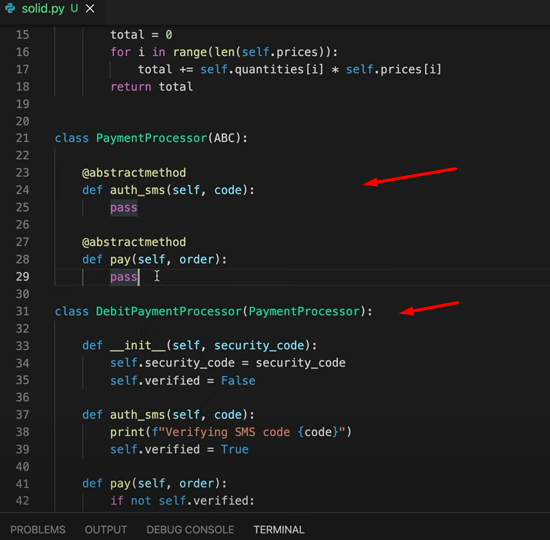 solid.py U ×
15 total = 0
16 for i in range(len(self.prices)):
17 total += self.quantities[i] * self.prices[i]
18 return total
19
20
21 class PaymentProcessor(ABC):
22
23 @abstractmethod
24 def auth_sms(self, code):
25 pass
26
27 @abstractmethod
28 def pay(self, order):
29 pass
30
31 class DebitPaymentProcessor(PaymentProcessor):
32
33 def __init__(self, security_code):
34 self.security_code = security_code
35 self.verified = False
36
37 def auth_sms(self, code):
38 print(f"Verifying SMS code {code}")
39 self.verified = True
40
41 def pay(self, order):
42 if not self.verified:
PROBLEMS OUTPUT DEBUG CONSOLE TERMINAL